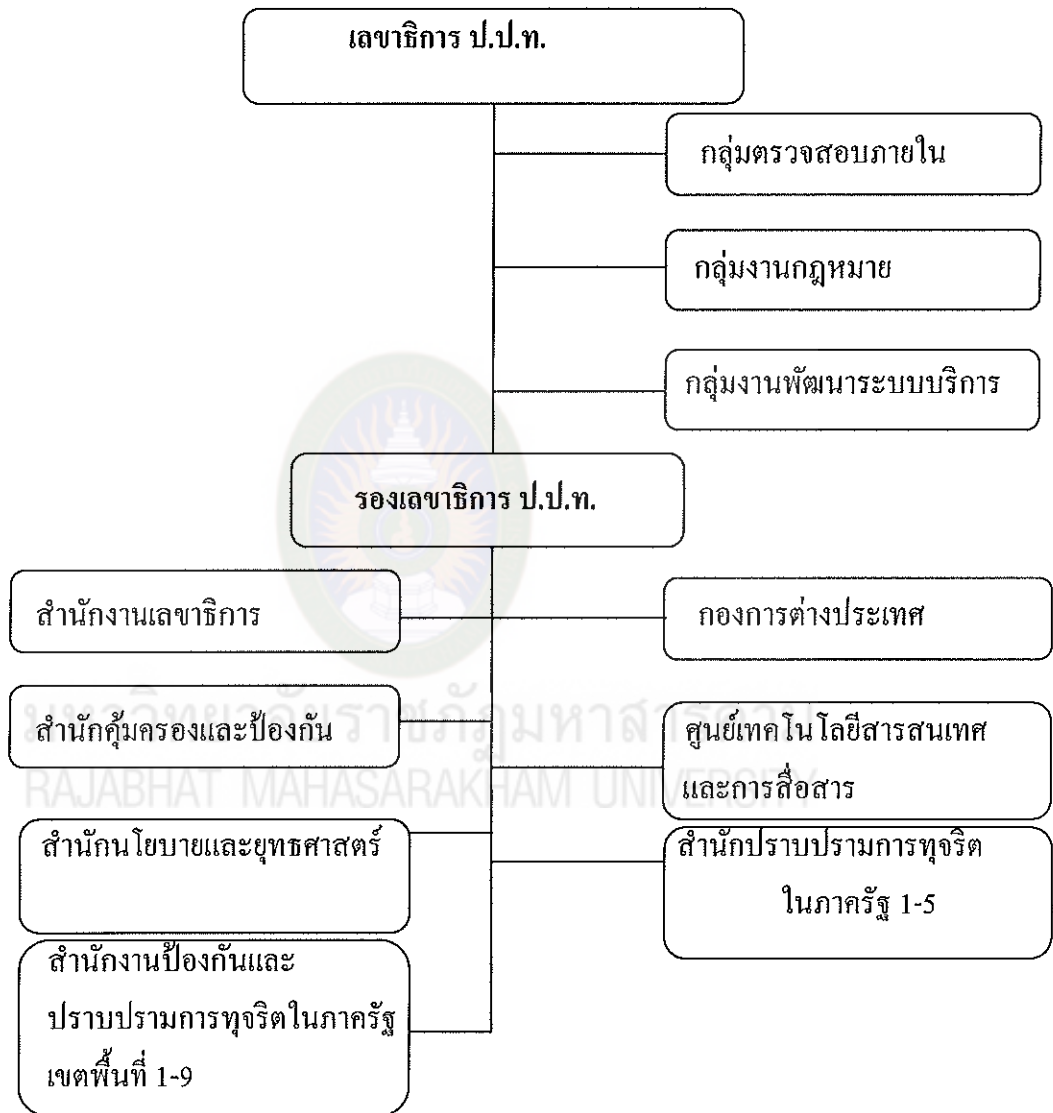 เลขาธิการ ป.ป.ท.
กลุ่มตรวจสอบภายใน
กลุ่มงานกฎหมาย
กลุ่มงานพัฒนาระบบบริการ
รองเลขาธิการ ป.ป.ท.
สำนักงานเลขาธิการ
กองการต่างประเทศ
สำนักคุ้มครองและป้องกัน
ศูนย์เทคโนโลยีสารสนเทศ
และการสื่อสาร
มหาวิทยาลัยราชภัฏมหาสารคาม
RAJABHAT MAHASARAKHAM UNIVERSITY
สำนักนโยบายและยุทธศาสตร์
สำนักปราบปรามการทุจริต
ในภาครัฐ 1-5
สำนักงานป้องกันและ
ปราบปรามการทุจริตในภาครัฐ
เขตพื้นที่ 1-9